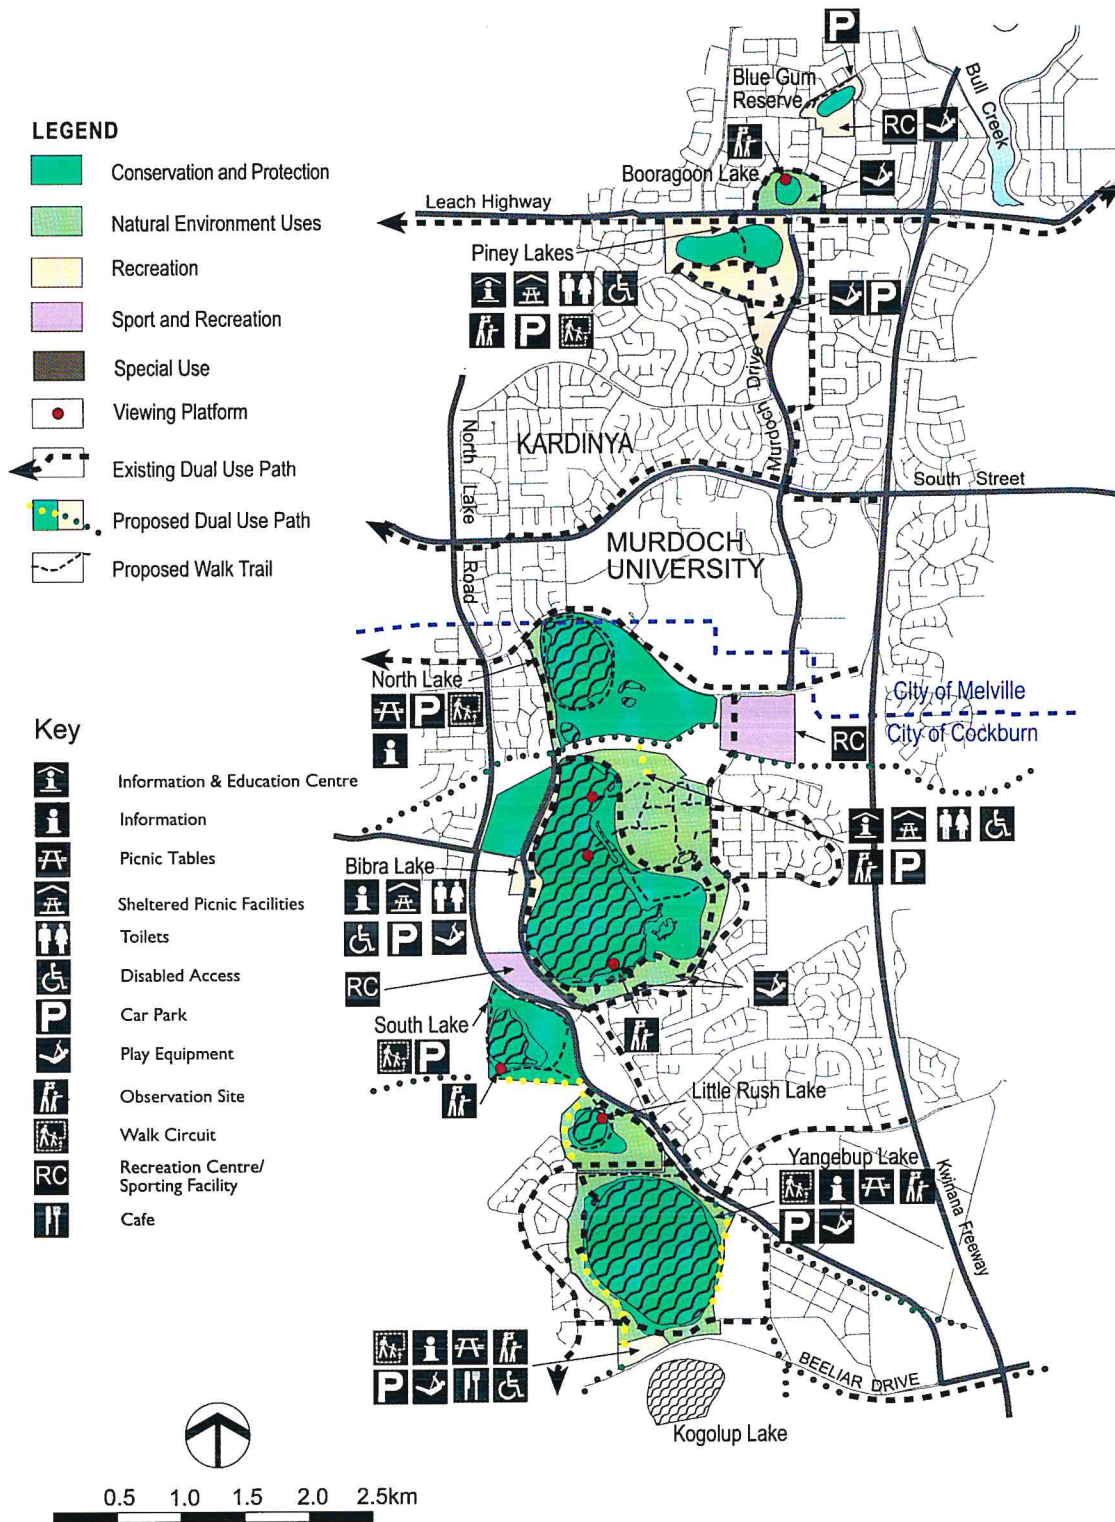 LEGEND
Conservation and Protection
Natural Environment Uses
Recreation
Sport and Recreation
Special Use
Viewing Platform
Existing Dual Use Path
Proposed Dual Use Path
Proposed Walk Trail
Key
Information & Education Centre
Information
Picnic Tables
Sheltered Picnic Facilities
Toilets
Disabled Access
P
Car Park
Play Equipment
Observation Site
Walk Circuit
RC
Recreation Centre/
Sporting Facility
Cafe
0.5 1.0 1.5 2.0 2.5km
P
Blue Gum
Reserve
RC
Bull Creek
Booragoon Lake
Leach Highway
Piney Lakes
P
P
Murdoch Drive
North Lake Road
KARDINYA
South Street
MURDOCH
UNIVERSITY
North Lake
P
City of Melville
City of Cockburn
RC
P
Bibra Lake
P
RC
South Lake
P
Little Rush Lake
Yangebup Lake
P
Kwinana Freeway
P
BEELIAR DRIVE
Kogolup Lake